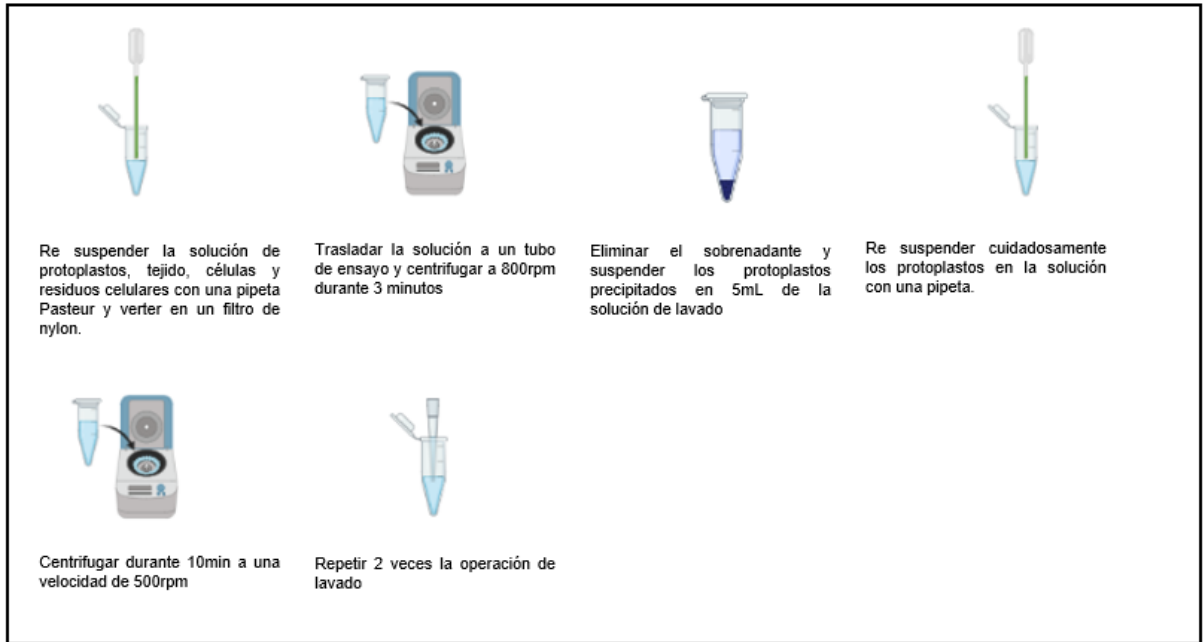 Re suspender la solución de
protoplastos, tejido, células y
residuos celulares con una pipeta
Pasteur y verter en un filtro de
nylon.
Trasladar la solución a un tubo
de ensayo y centrifugar a 800rpm
durante 3 minutos
Eliminar el sobrenadante y
suspender los protoplastos
precipitados en 5mL de la
solución de lavado
Re suspender cuidadosamente
los protoplastos en la solución
con una pipeta.
Centrifugar durante 10min a una
velocidad de 500rpm
Repetir 2 veces la operación de
lavado